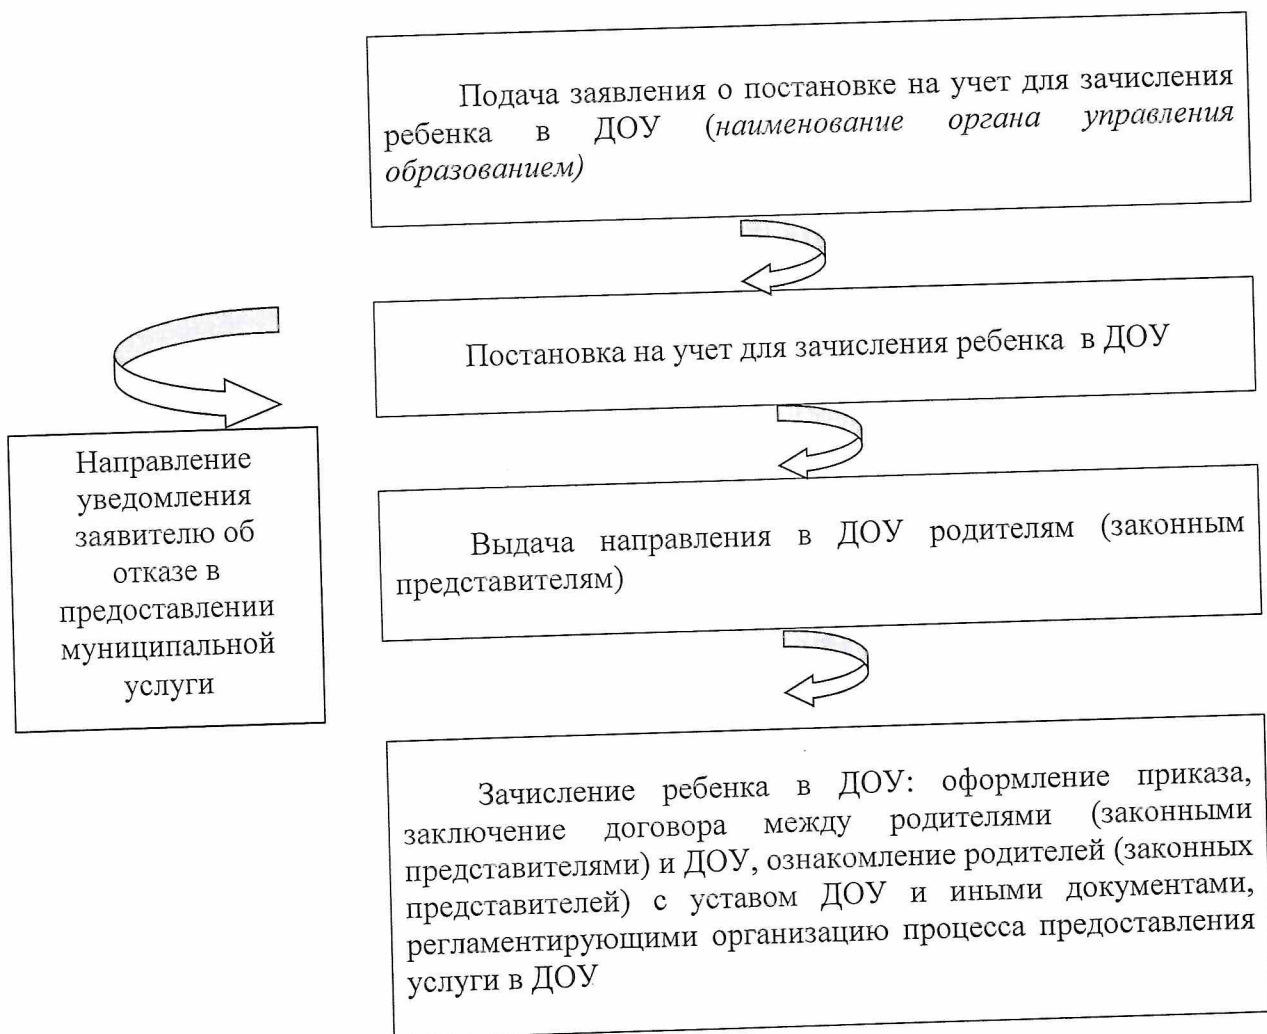 Подача заявления о постановке на учет для зачисления
ребенка в ДОУ (наименование органа управления
образованием)
Постановка на учет для зачисления ребенка в ДОУ
Направление
уведомления
заявителю об
отказе в
предоставлении
муниципальной
услуги
Выдача направления в ДОУ родителям (законным
представителям)
Зачисление ребенка в ДОУ: оформление приказа,
заключение договора между родителями (законными
представителями) и ДОУ, ознакомление родителей (законных
представителей) с уставом ДОУ и иными документами,
регламентирующими организацию процесса предоставления
услуги в ДОУ